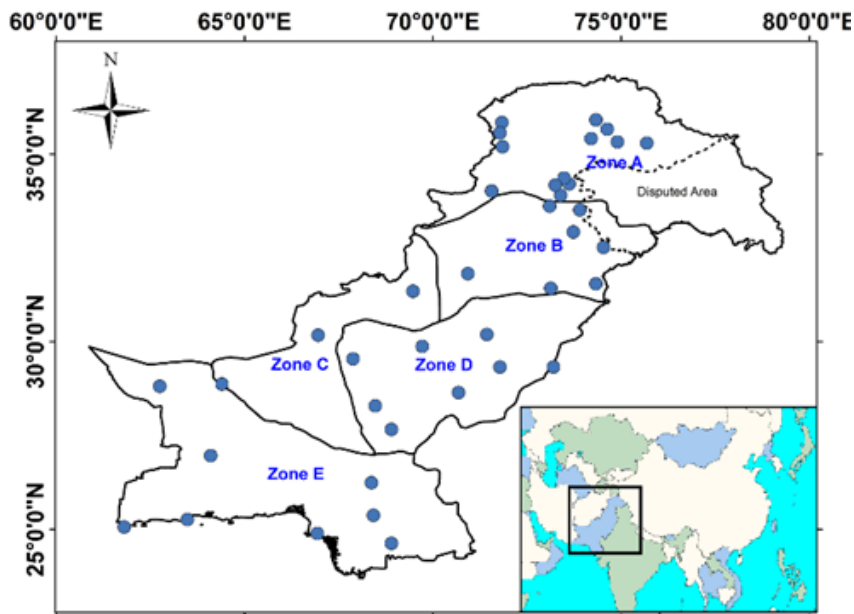 60°0'0"E 65°0'0"E 70°0'0"E 75°0'0"E 80°0'0"E
N
35°0'0"N
Zone A
Disputed Area
Zone B
30°0'0"N
Zone C
Zone D
Zone E
25°0'0"N